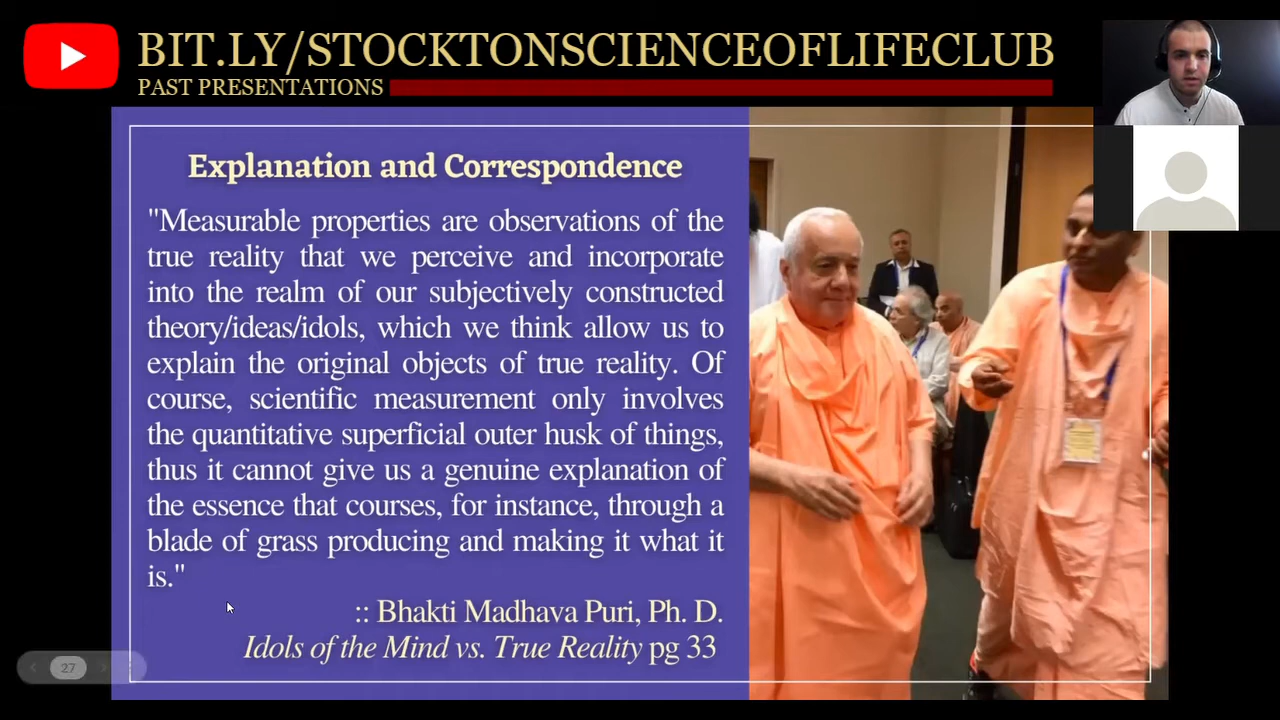 BIT.LY/STOCKTONSCIENCEOFLIFECLUB
PAST PRESENTATIONS
Explanation and Correspondence
"Measurable properties are observations of the
true reality that we perceive and incorporate
into the realm of our subjectively constructed
theory/ideas/idols, which we think allow us to
explain the original objects of true reality. Of
course, scientific measurement only involves
the quantitative superficial outer husk of things,
thus it cannot give us a genuine explanation of
the essence that courses, for instance, through a
blade of grass producing and making it what it
is."
:: Bhakti Madhava Puri, Ph. D.
Idols of the Mind vs. True Reality pg 33
27